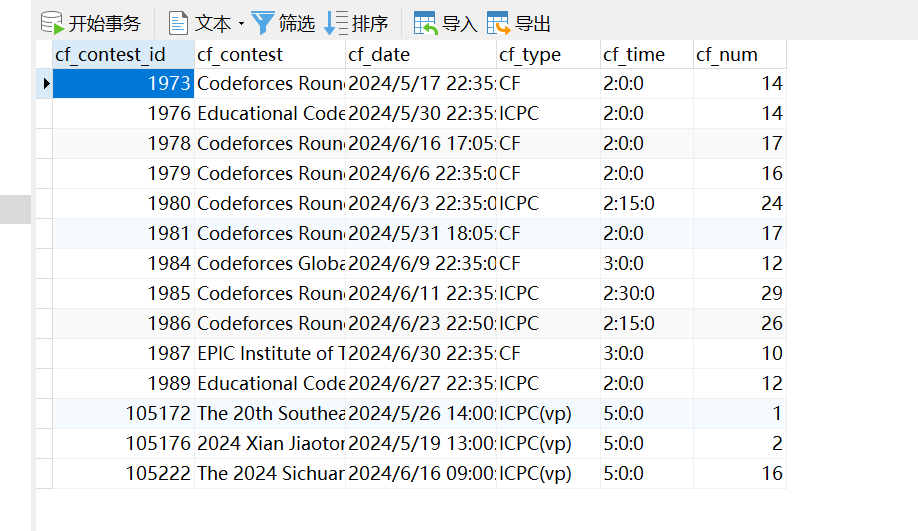 开始事务 文本 筛选 排序 导入 导出
cf_contest_id cf_contest cf_date cf_type cf_time cf_num
1973 Codeforces Roun 2024/5/17 22:35: CF 2:0:0 14
1976 Educational Code 2024/5/30 22:35: ICPC 2:0:0 14
1978 Codeforces Roun 2024/6/16 17:05: CF 2:0:0 17
1979 Codeforces Roun 2024/6/6 22:35:0 CF 2:0:0 16
1980 Codeforces Roun 2024/6/3 22:35:0 ICPC 2:15:0 24
1981 Codeforces Roun 2024/5/31 18:05: CF 2:0:0 17
1984 Codeforces Globa 2024/6/9 22:35:0 CF 3:0:0 12
1985 Codeforces Roun 2024/6/11 22:35: ICPC 2:30:0 29
1986 Codeforces Roun 2024/6/23 22:50: ICPC 2:15:0 26
1987 EPIC Institute of T 2024/6/30 22:35: CF 3:0:0 10
1989 Educational Code 2024/6/27 22:35: ICPC 2:0:0 12
105172 The 20th Southea 2024/5/26 14:00: ICPC(vp) 5:0:0 1
105176 2024 Xian Jiaoton 2024/5/19 13:00: ICPC(vp) 5:0:0 2
105222 The 2024 Sichuan 2024/6/16 09:00: ICPC(vp) 5:0:0 16